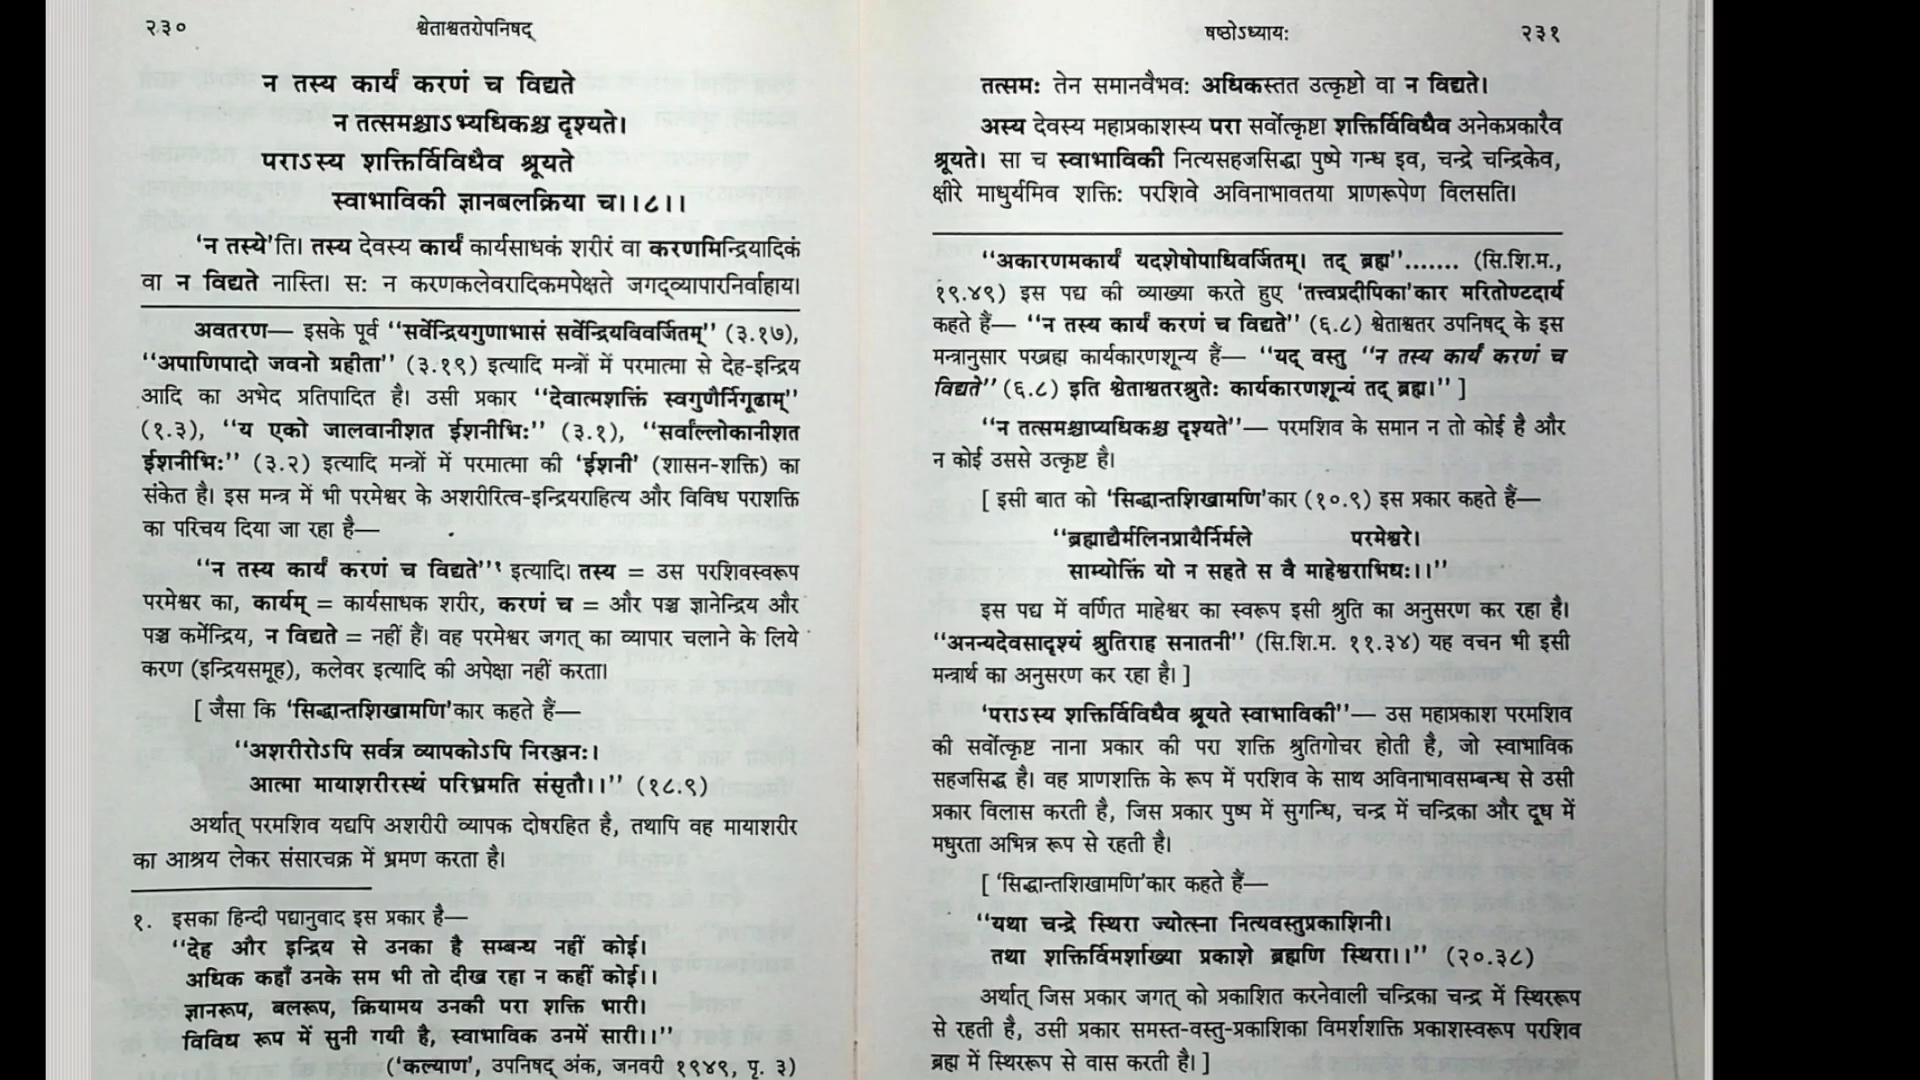 २३०
श्वेताश्वतरोपनिषद्
न तस्य कार्यं करणं च विद्यते
न तत्समश्चाऽभ्यधिकश्च दृश्यते।
पराऽस्य शक्तिर्विविधैव श्रूयते
स्वाभाविकी ज्ञानबलक्रिया च।।८।।
‘न तस्ये’ति। तस्य देवस्य कार्यं कार्यसाधकं शरीरं वा करणमिन्द्रियादिकं
वा न विद्यते नास्ति। सः न करणकलेवरादिकमपेक्षते जगद्व्यापारनिर्वाहाय।
अवतरण— इसके पूर्व ‘‘सर्वेन्द्रियगुणाभासं सर्वेन्द्रियविवर्जितम्’’ (३.१७),
‘‘अपाणिपादो जवनो ग्रहीता’’ (३.१९) इत्यादि मन्त्रों में परमात्मा से देह-इन्द्रिय
आदि का अभेद प्रतिपादित है। उसी प्रकार ‘‘देवात्मशक्तिं स्वगुणैर्निगूढाम्’’
(१.३), ‘‘य एको जालवानीशत ईशनीभिः’’ (३.१), ‘‘सर्वांल्लोकानीशत
ईशनीभिः’’ (३.२) इत्यादि मन्त्रों में परमात्मा की ‘ईशनी’ (शासन-शक्ति) का
संकेत है। इस मन्त्र में भी परमेश्वर के अशरीरित्व-इन्द्रियराहित्य और विविध पराशक्ति
का परिचय दिया जा रहा है—
‘‘न तस्य कार्यं करणं च विद्यते’’१ इत्यादि। तस्य = उस परशिवस्वरूप
परमेश्वर का, कार्यम् = कार्यसाधक शरीर, करणं च = और पञ्च ज्ञानेन्द्रिय और
पञ्च कर्मेन्द्रिय, न विद्यते = नहीं हैं। वह परमेश्वर जगत् का व्यापार चलाने के लिये
करण (इन्द्रियसमूह), कलेवर इत्यादि की अपेक्षा नहीं करता।
[ जैसा कि ‘सिद्धान्तशिखामणि’कार कहते हैं—
‘‘अशरीरोऽपि सर्वत्र व्यापकोऽपि निरञ्जनः।
आत्मा मायाशरीरस्थं परिभ्रमति संसृतौ।।’’ (१८.९)
अर्थात् परमशिव यद्यपि अशरीरी व्यापक दोषरहित है, तथापि वह मायाशरीर
का आश्रय लेकर संसारचक्र में भ्रमण करता है।
१. इसका हिन्दी पद्यानुवाद इस प्रकार है—
‘‘देह और इन्द्रिय से उनका है सम्बन्ध नहीं कोई।
अधिक कहाँ उनके सम भी तो दीख रहा न कहीं कोई।।
ज्ञानरूप, बलरूप, क्रियामय उनकी परा शक्ति भारी।
विविध रूप में सुनी गयी है, स्वाभाविक उनमें सारी।।’’
(‘कल्याण’, उपनिषद् अंक, जनवरी १९४९, पृ. ३)
षष्ठोऽध्यायः
२३१
तत्समः तेन समानवैभवः अधिकस्तत उत्कृष्टो वा न विद्यते।
अस्य देवस्य महाप्रकाशस्य परा सर्वोत्कृष्टा शक्तिर्विविधैव अनेकप्रकारैव
श्रूयते। सा च स्वाभाविकी नित्यसहजसिद्धा पुष्पे गन्ध इव, चन्द्रे चन्द्रिकेव,
क्षीरे माधुर्यमिव शक्तिः परशिवे अविनाभावतया प्राणरूपेण विलसति।
‘‘अकारणमकार्यं यदशेषोपाधिवर्जितम्। तद् ब्रह्म’’....... (सि.शि.म.,
१९.४९) इस पद्य की व्याख्या करते हुए ‘तत्त्वप्रदीपिका’कार मरितोण्टदार्य
कहते हैं— ‘‘न तस्य कार्यं करणं च विद्यते’’ (६.८) श्वेताश्वतर उपनिषद् के इस
मन्त्रानुसार परब्रह्म कार्यकारणशून्य हैं— ‘‘यद् वस्तु ‘‘न तस्य कार्यं करणं च
विद्यते’’ (६.८) इति श्वेताश्वतरश्रुतेः कार्यकारणशून्यं तद् ब्रह्म।’’ ]
‘‘न तत्समश्चाप्यधिकश्च दृश्यते’’— परमशिव के समान न तो कोई है और
न कोई उससे उत्कृष्ट है।
[ इसी बात को ‘सिद्धान्तशिखामणि’कार (१०.९) इस प्रकार कहते हैं—
‘‘ब्रह्माद्यैर्मलिनप्रायैर्निर्मले परमेश्वरे।
साम्योक्तिं यो न सहते स वै माहेश्वराभिधः।।’’
इस पद्य में वर्णित माहेश्वर का स्वरूप इसी श्रुति का अनुसरण कर रहा है।
‘‘अनन्यदेवसादृश्यं श्रुतिराह सनातनी’’ (सि.शि.म. ११.३४) यह वचन भी इसी
मन्त्रार्थ का अनुसरण कर रहा है। ]
‘पराऽस्य शक्तिर्विविधैव श्रूयते स्वाभाविकी’’— उस महाप्रकाश परमशिव
की सर्वोत्कृष्ट नाना प्रकार की परा शक्ति श्रुतिगोचर होती है, जो स्वाभाविक
सहजसिद्ध है। वह प्राणशक्ति के रूप में परशिव के साथ अविनाभावसम्बन्ध से उसी
प्रकार विलास करती है, जिस प्रकार पुष्प में सुगन्धि, चन्द्र में चन्द्रिका और दूध में
मधुरता अभिन्न रूप से रहती है।
[ ‘सिद्धान्तशिखामणि’कार कहते हैं—
‘‘यथा चन्द्रे स्थिरा ज्योत्स्ना नित्यवस्तुप्रकाशिनी।
तथा शक्तिर्विमर्शाख्या प्रकाशे ब्रह्मणि स्थिरा।।’’ (२०.३८)
अर्थात् जिस प्रकार जगत् को प्रकाशित करनेवाली चन्द्रिका चन्द्र में स्थिररूप
से रहती है, उसी प्रकार समस्त-वस्तु-प्रकाशिका विमर्शशक्ति प्रकाशस्वरूप परशिव
ब्रह्म में स्थिररूप से वास करती है। ]